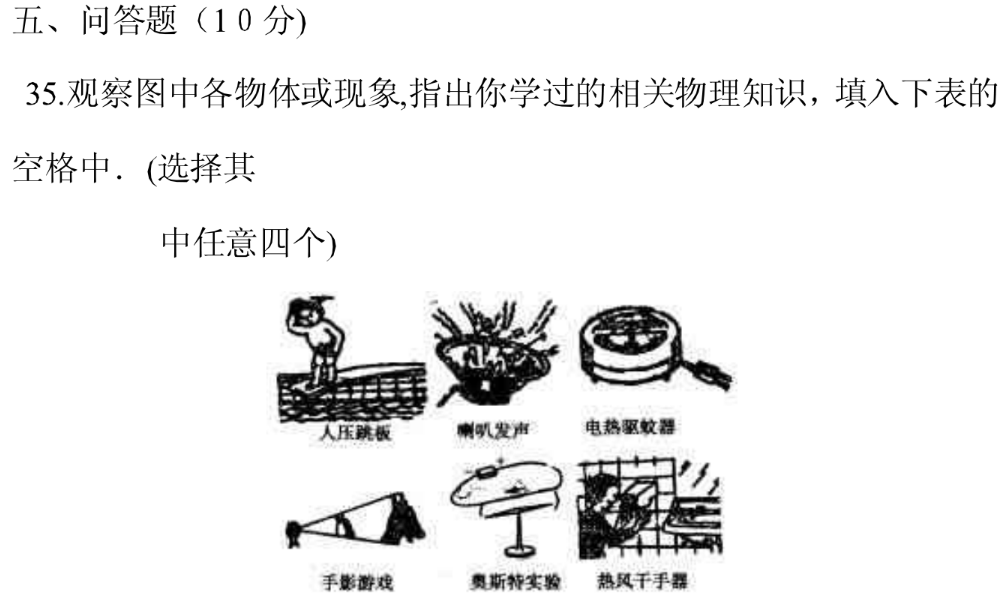 五、问答题（10分)
35.观察图中各物体或现象,指出你学过的相关物理知识，填入下表的
空格中．(选择其
中任意四个)
人压跳板 喇叭发声 电热驱蚊器
手影游戏 奥斯特实验 热风干手器